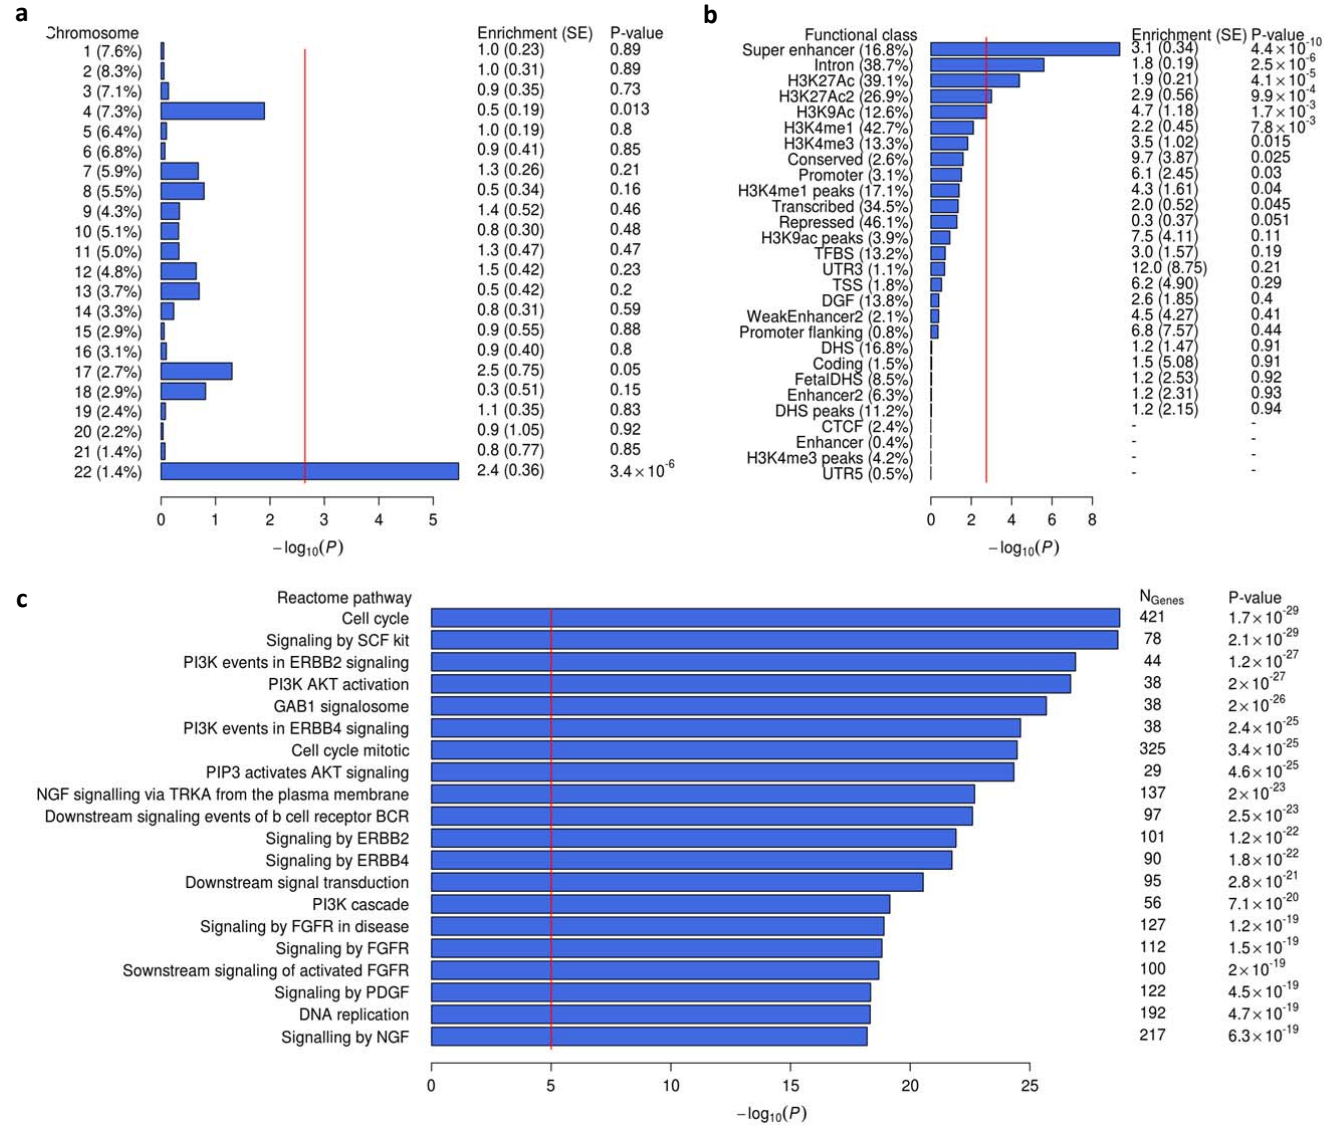 a
Chromosome Enrichment (SE) P-value
1 (7.6%) 1.0 (0.23) 0.89
2 (8.3%) 1.0 (0.31) 0.89
3 (7.1%) 0.9 (0.35) 0.73
4 (7.3%) 0.5 (0.19) 0.013
5 (6.4%) 1.0 (0.19) 0.8
6 (6.8%) 0.9 (0.41) 0.85
7 (5.9%) 1.3 (0.26) 0.21
8 (5.5%) 0.5 (0.34) 0.16
9 (4.3%) 1.4 (0.52) 0.46
10 (5.1%) 0.8 (0.30) 0.48
11 (5.0%) 1.3 (0.47) 0.47
12 (4.8%) 1.5 (0.42) 0.23
13 (3.7%) 0.5 (0.42) 0.2
14 (3.3%) 0.8 (0.31) 0.59
15 (2.9%) 0.9 (0.55) 0.88
16 (3.1%) 0.9 (0.40) 0.8
17 (2.7%) 2.5 (0.75) 0.05
18 (2.9%) 0.3 (0.51) 0.15
19 (2.4%) 1.1 (0.35) 0.83
20 (2.2%) 0.9 (1.05) 0.92
21 (1.4%) 0.8 (0.77) 0.85
22 (1.4%) 2.4 (0.36) 3.4×10⁻⁶
0 1 2 3 4 5
−log₁₀(P)
b
Functional class Enrichment (SE) P-value
Super enhancer (16.8%) 3.1 (0.34) 4.4×10⁻¹⁰
Intron (38.7%) 1.8 (0.19) 2.5×10⁻⁶
H3K27Ac (39.1%) 1.9 (0.21) 4.1×10⁻⁵
H3K27Ac2 (26.9%) 2.9 (0.56) 9.9×10⁻⁴
H3K9Ac (12.6%) 4.7 (1.18) 1.7×10⁻³
H3K4me1 (42.7%) 2.2 (0.45) 7.8×10⁻³
H3K4me3 (13.3%) 3.5 (1.02) 0.015
Conserved (2.6%) 9.7 (3.87) 0.025
Promoter (3.1%) 6.1 (2.45) 0.03
H3K4me1 peaks (17.1%) 4.3 (1.61) 0.04
Transcribed (34.5%) 2.0 (0.52) 0.045
Repressed (46.1%) 0.3 (0.37) 0.051
H3K9ac peaks (3.9%) 7.5 (4.11) 0.11
TFBS (13.2%) 3.0 (1.57) 0.19
UTR3 (1.1%) 12.0 (8.75) 0.21
TSS (1.8%) 6.2 (4.90) 0.29
DGF (13.8%) 2.6 (1.85) 0.4
WeakEnhancer2 (2.1%) 4.5 (4.27) 0.41
Promoter flanking (0.8%) 6.8 (7.57) 0.44
DHS (16.8%) 1.2 (1.47) 0.91
Coding (1.5%) 1.5 (5.08) 0.91
FetalDHS (8.5%) 1.2 (2.53) 0.92
Enhancer2 (6.3%) 1.2 (2.31) 0.93
DHS peaks (11.2%) 1.2 (2.15) 0.94
CTCF (2.4%) - -
Enhancer (0.4%) - -
H3K4me3 peaks (4.2%) - -
UTR5 (0.5%) - -
0 2 4 6 8
−log₁₀(P)
c
Reactome pathway N_Genes P-value
Cell cycle 421 1.7×10⁻²⁹
Signaling by SCF kit 78 2.1×10⁻²⁹
PI3K events in ERBB2 signaling 44 1.2×10⁻²⁷
PI3K AKT activation 38 2×10⁻²⁷
GAB1 signalosome 38 2×10⁻²⁶
PI3K events in ERBB4 signaling 38 2.4×10⁻²⁵
Cell cycle mitotic 325 3.4×10⁻²⁵
PIP3 activates AKT signaling 29 4.6×10⁻²⁵
NGF signalling via TRKA from the plasma membrane 137 2×10⁻²³
Downstream signaling events of b cell receptor BCR 97 2.5×10⁻²³
Signaling by ERBB2 101 1.2×10⁻²²
Signaling by ERBB4 90 1.8×10⁻²²
Downstream signal transduction 95 2.8×10⁻²¹
PI3K cascade 56 7.1×10⁻²⁰
Signaling by FGFR in disease 127 1.2×10⁻¹⁹
Signaling by FGFR 112 1.5×10⁻¹⁹
Sownstream signaling of activated FGFR 100 2×10⁻¹⁹
Signaling by PDGF 122 4.5×10⁻¹⁹
DNA replication 192 4.7×10⁻¹⁹
Signalling by NGF 217 6.3×10⁻¹⁹
0 5 10 15 20 25
−log₁₀(P)